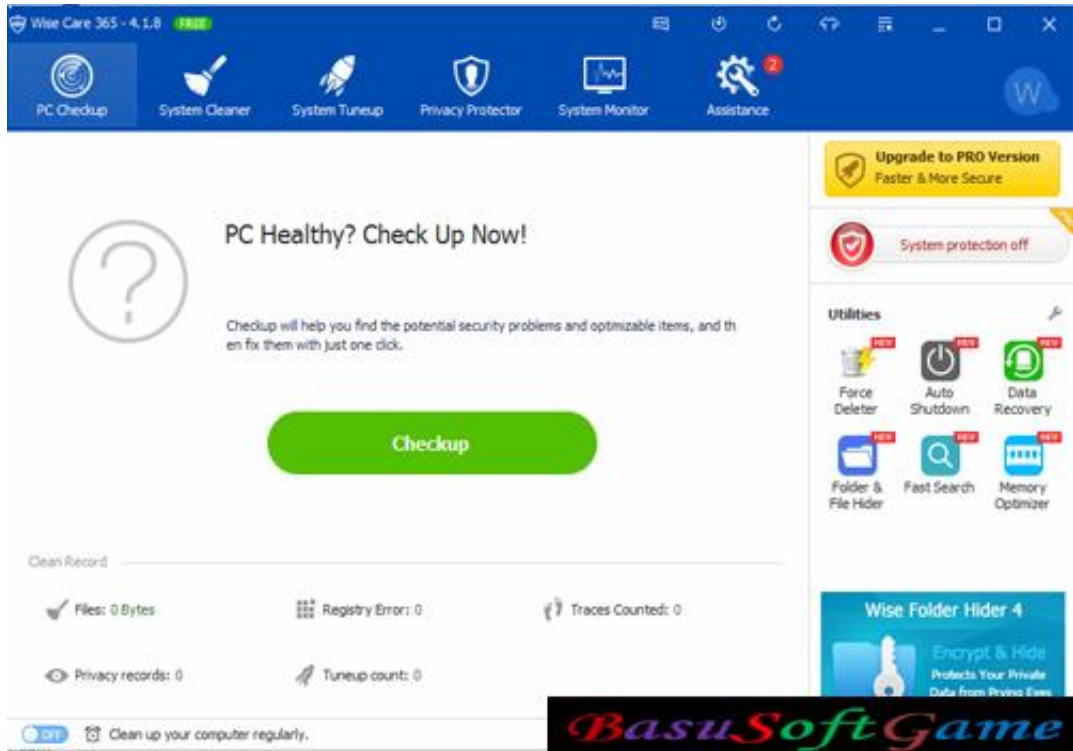 Wise Care 365 - 4.1.8 FREE
PC Checkup
System Cleaner
System Tuneup
Privacy Protector
System Monitor
Assistance
2
W
Upgrade to PRO Version
Faster & More Secure
PC Healthy? Check Up Now!
System protection off
Checkup will help you find the potential security problems and optimizable items, and th
en fix them with just one click.
Utilities
NEW NEW NEW
Force Deleter
Auto Shutdown
Data Recovery
Checkup
NEW NEW NEW
Folder & File Hider
Fast Search
Memory Optimizer
Clean Record
Files: 0 Bytes
Registry Error: 0
Traces Counted: 0
Privacy records: 0
Tuneup count: 0
Wise Folder Hider 4
Encrypt & Hide
Protects Your Private
Data from Prying Eyes
OFF
Clean up your computer regularly.
BasuSoftGame